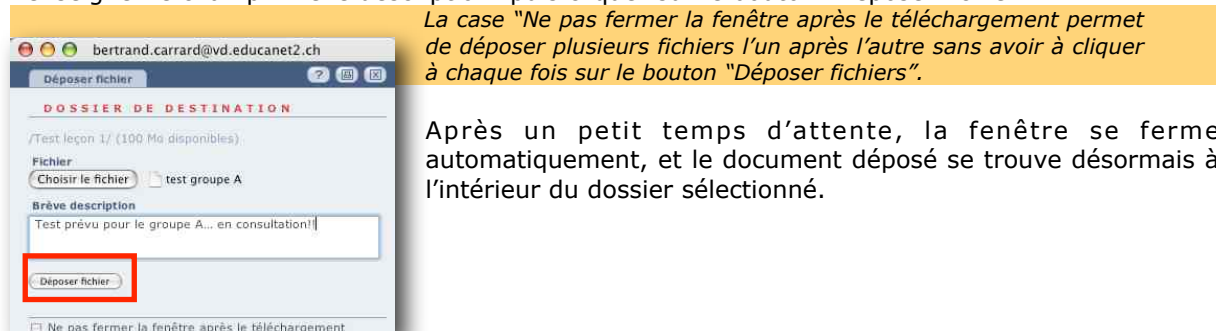 La case "Ne pas fermer la fenêtre après le téléchargement permet
de déposer plusieurs fichiers l'un après l'autre sans avoir à cliquer
à chaque fois sur le bouton "Déposer fichiers".
bertrand.carrard@vd.educanet2.ch
Déposer fichier
DOSSIER DE DESTINATION
/Test leçon 1/ (100 Mo disponibles)
Fichier
Choisir le fichier test groupe A
Brève description
Test prévu pour le groupe A... en consultation!!
Déposer fichier
Ne pas fermer la fenêtre après le téléchargement
Après un petit temps d'attente, la fenêtre se ferme
automatiquement, et le document déposé se trouve désormais à
l'intérieur du dossier sélectionné.